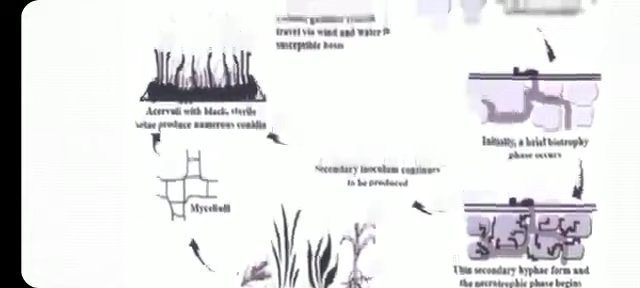 travel via wind and water to
susceptible hosts
Acervuli with black, sterile
setae produce numerous conidia
Initially, a brief biotrophy
phase occurs
Secondary inoculum continues
to be produced
Mycelium
Thin secondary hyphae form and
the necrotrophic phase begins